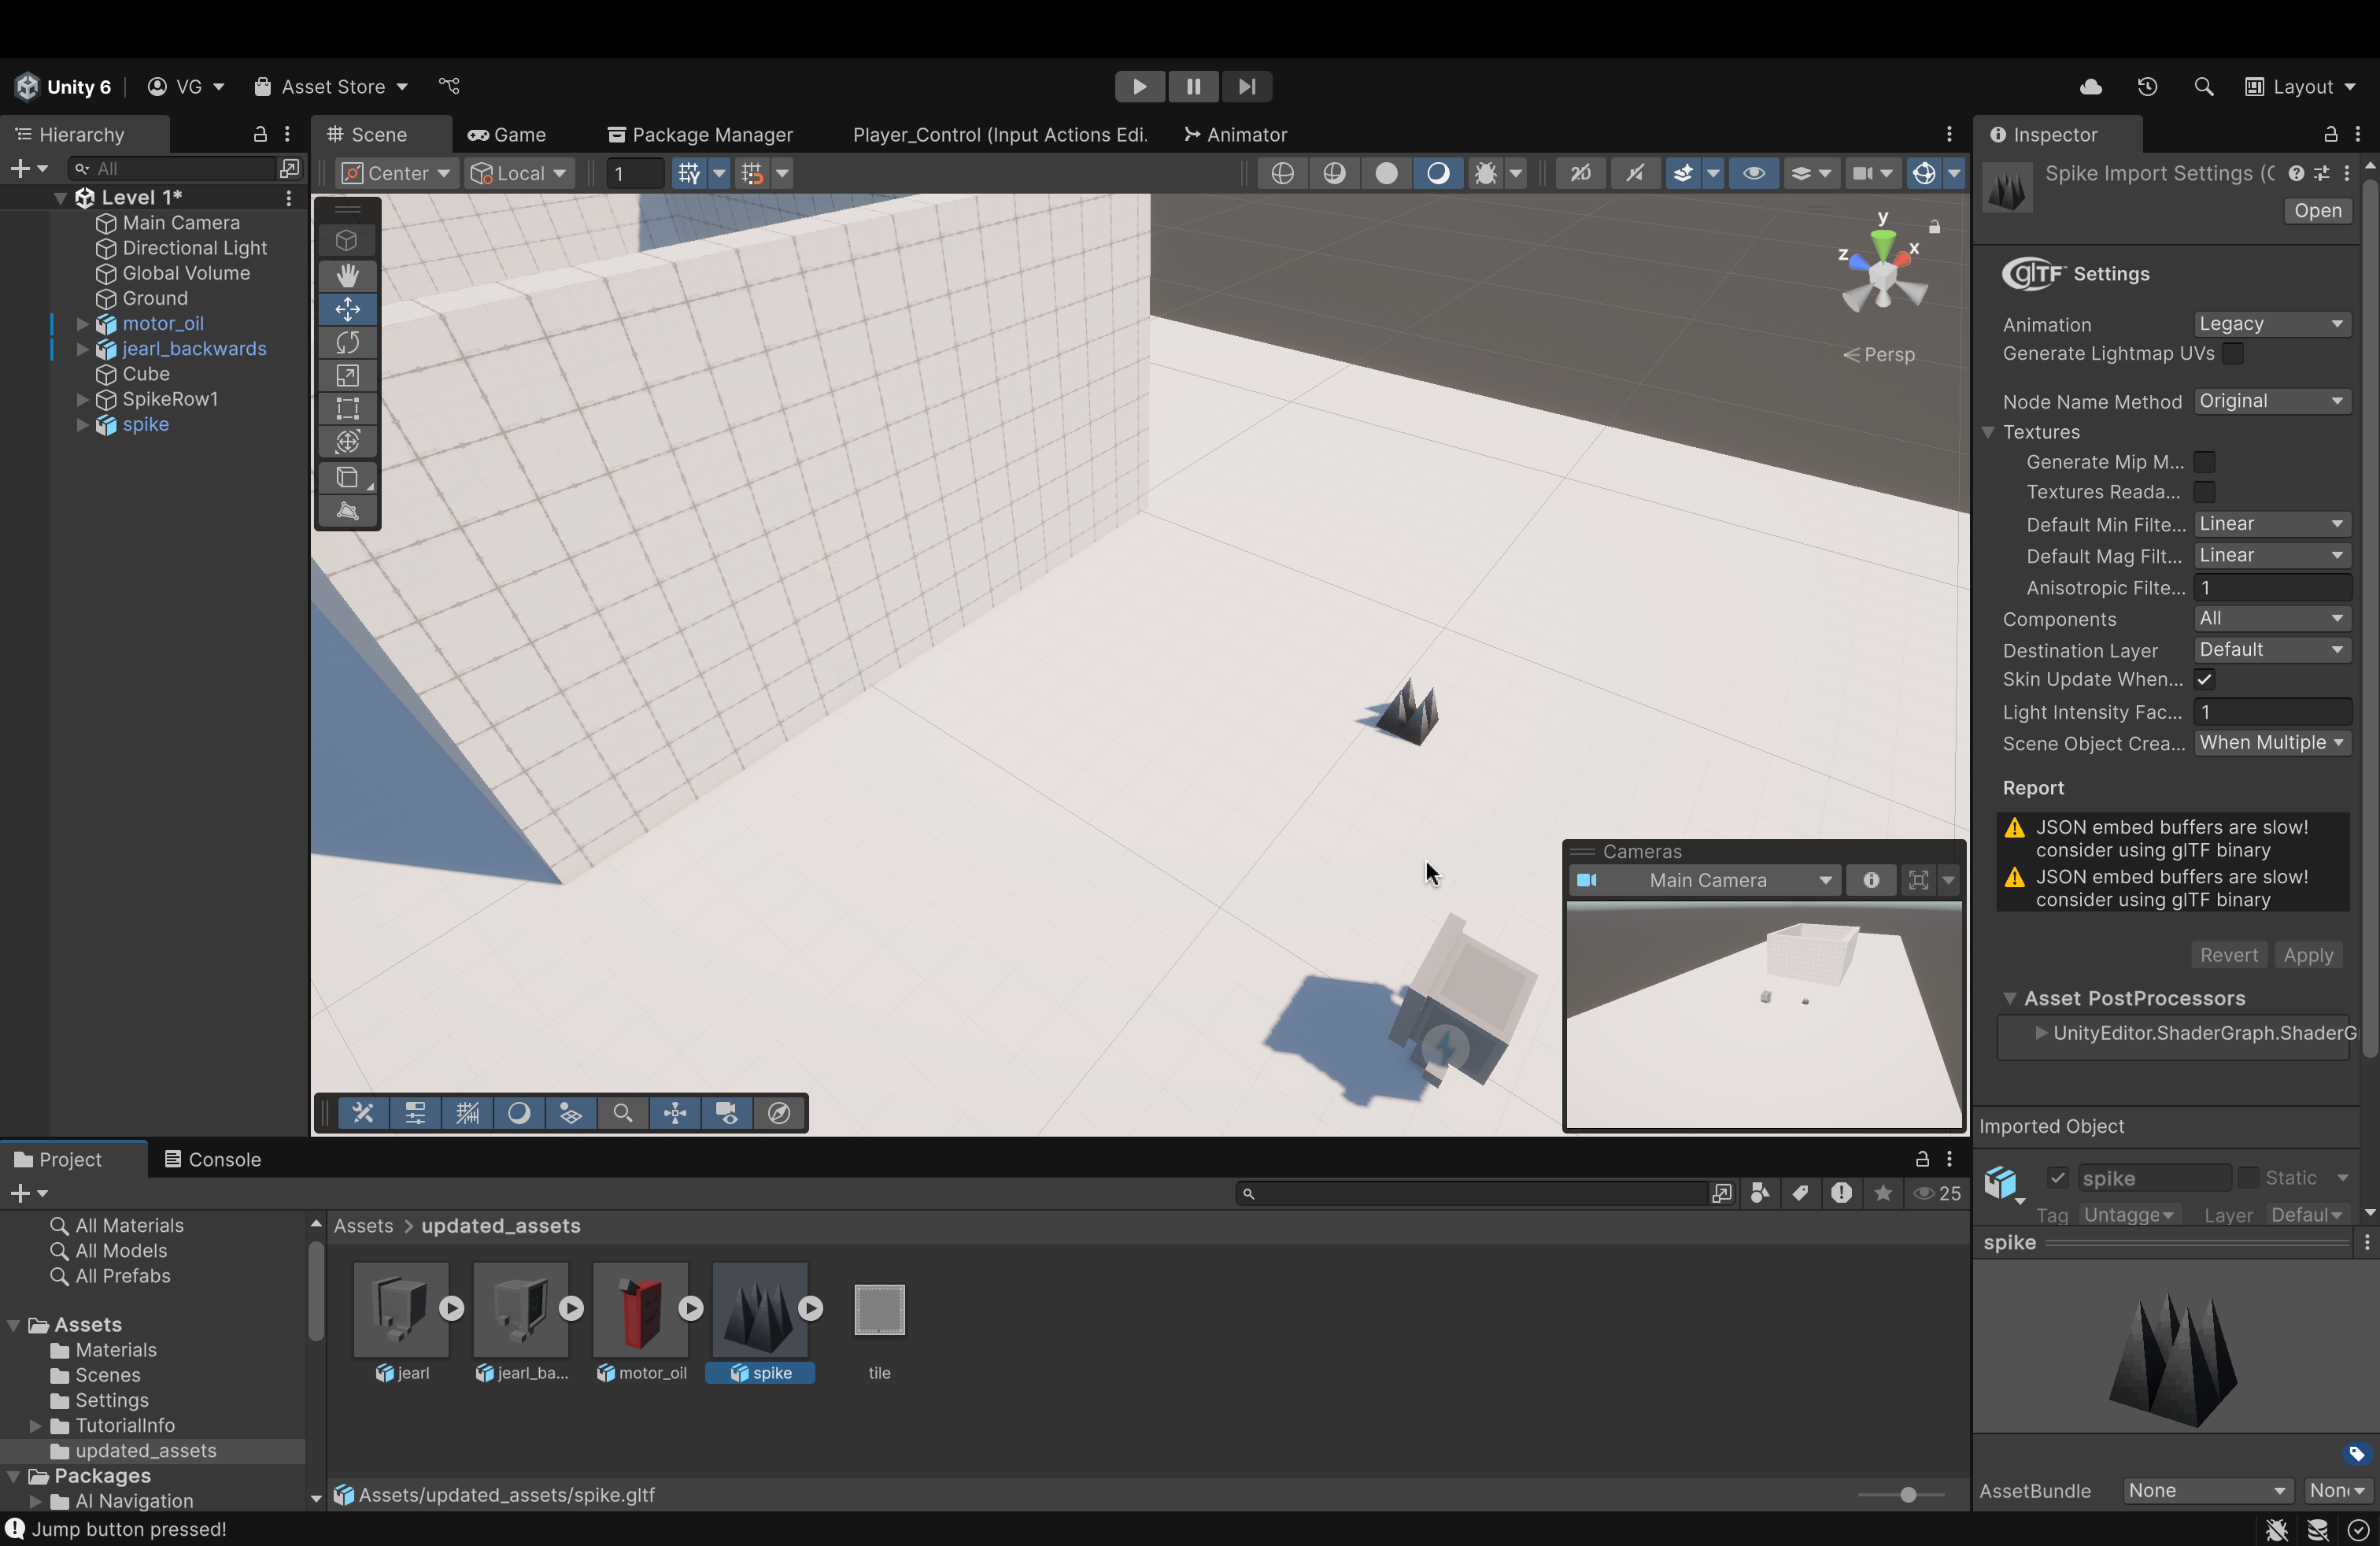 Unity 6
VG
Asset Store
Layout
Hierarchy
Scene
Game
Package Manager
Player_Control (Input Actions Edi.
Animator
Inspector
All
Center
Local
1
2D
Spike Import Settings (
Open
Level 1*
Main Camera
Directional Light
Global Volume
Ground
motor_oil
jearl_backwards
Cube
SpikeRow1
spike
y
x
z
Persp
glTF Settings
Animation
Legacy
Generate Lightmap UVs
Node Name Method
Original
Textures
Generate Mip M...
Textures Reada...
Default Min Filte...
Linear
Default Mag Filt...
Linear
Anisotropic Filte...
1
Components
All
Destination Layer
Default
Skin Update When...
Light Intensity Fac...
1
Scene Object Crea...
When Multiple
Report
JSON embed buffers are slow!
consider using glTF binary
JSON embed buffers are slow!
consider using glTF binary
Revert
Apply
Asset PostProcessors
UnityEditor.ShaderGraph.ShaderG
Imported Object
spike
Static
Tag
Untagge
Layer
Defaul
spike
AssetBundle
None
Non
Cameras
Main Camera
Project
Console
25
All Materials
All Models
All Prefabs
Assets
Materials
Scenes
Settings
TutorialInfo
updated_assets
Packages
AI Navigation
Assets > updated_assets
jearl
jearl_ba...
motor_oil
spike
tile
Assets/updated_assets/spike.gltf
Jump button pressed!